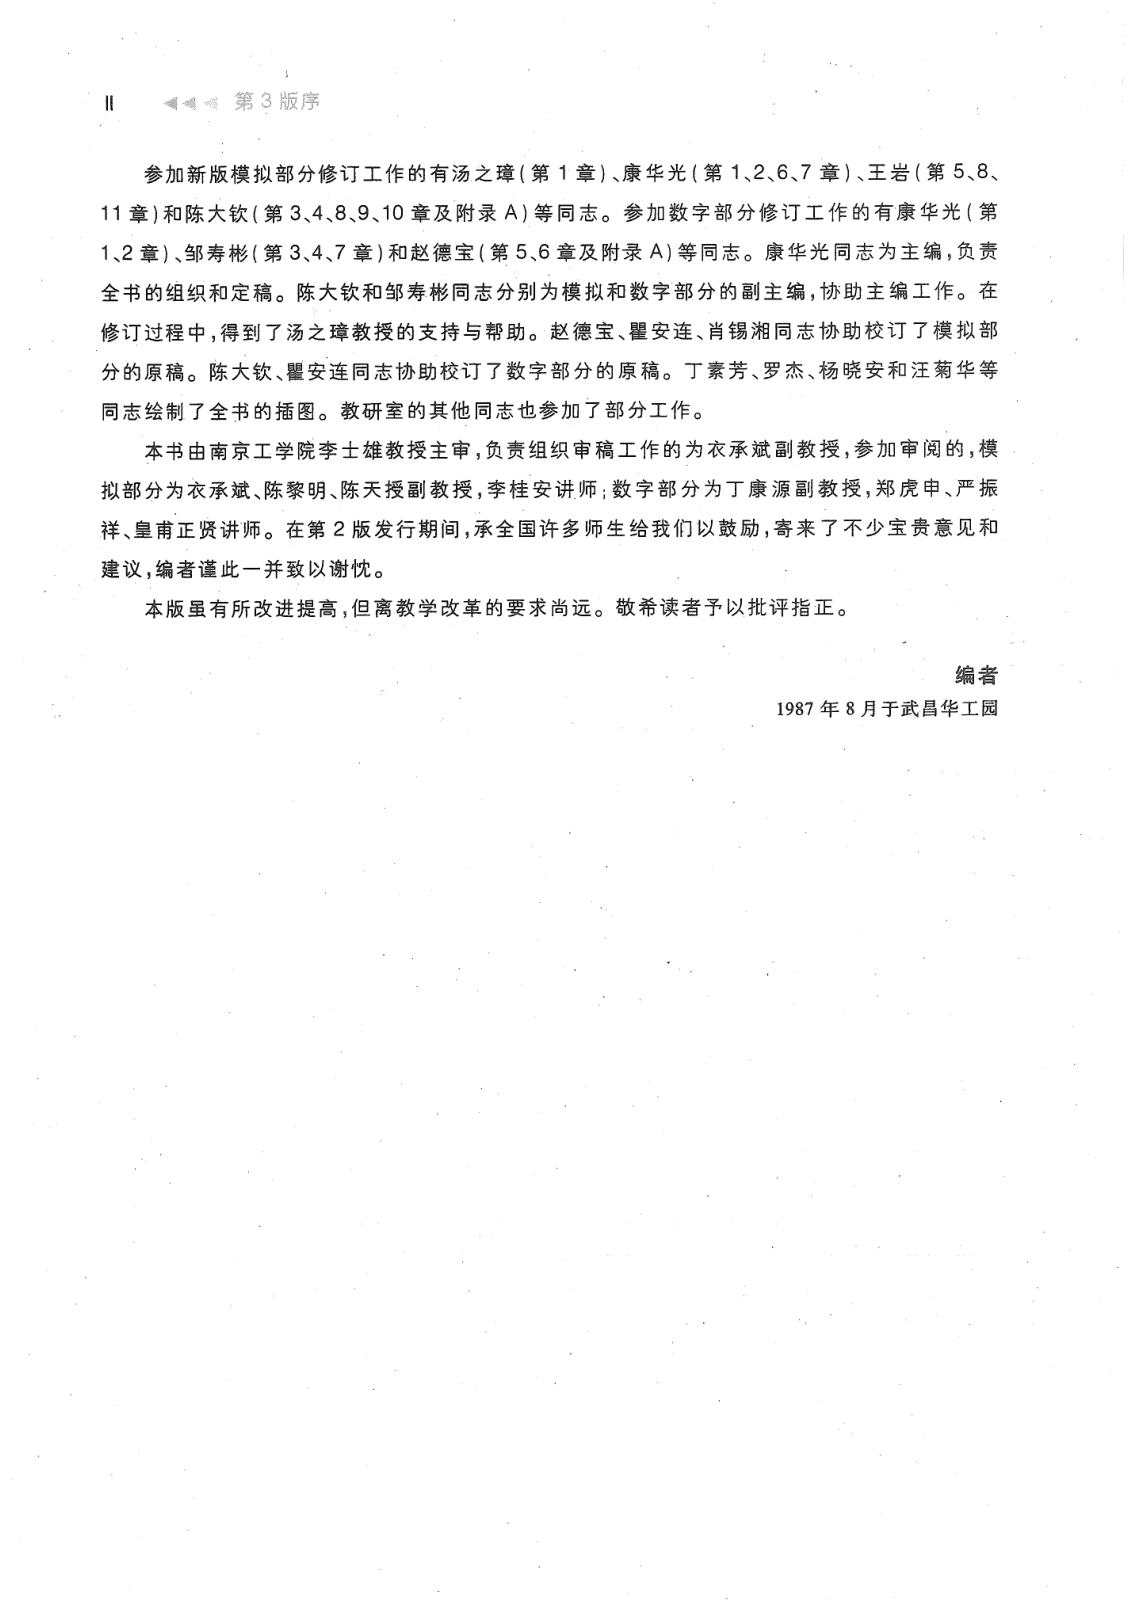 II ◀◀◀ 第 3 版序
参加新版模拟部分修订工作的有汤之璋(第 1 章)、康华光(第 1、2、6、7 章)、王岩(第 5、8、
11 章)和陈大钦(第 3、4、8、9、10 章及附录 A)等同志。参加数字部分修订工作的有康华光(第
1、2 章)、邹寿彬(第 3、4、7 章)和赵德宝(第 5、6 章及附录 A)等同志。康华光同志为主编,负责
全书的组织和定稿。陈大钦和邹寿彬同志分别为模拟和数字部分的副主编,协助主编工作。在
修订过程中,得到了汤之璋教授的支持与帮助。赵德宝、瞿安连、肖锡湘同志协助校订了模拟部
分的原稿。陈大钦、瞿安连同志协助校订了数字部分的原稿。丁素芳、罗杰、杨晓安和汪菊华等
同志绘制了全书的插图。教研室的其他同志也参加了部分工作。
本书由南京工学院李士雄教授主审,负责组织审稿工作的为衣承斌副教授,参加审阅的,模
拟部分为衣承斌、陈黎明、陈天授副教授,李桂安讲师;数字部分为丁康源副教授,郑虎申、严振
祥、皇甫正贤讲师。在第 2 版发行期间,承全国许多师生给我们以鼓励,寄来了不少宝贵意见和
建议,编者谨此一并致以谢忱。
本版虽有所改进提高,但离教学改革的要求尚远。敬希读者予以批评指正。
编者
1987 年 8 月于武昌华工园